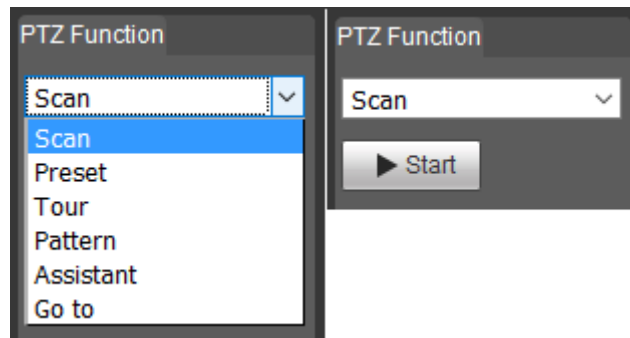 PTZ Function
Scan
Scan
Preset
Tour
Pattern
Assistant
Go to
PTZ Function
Scan
Start